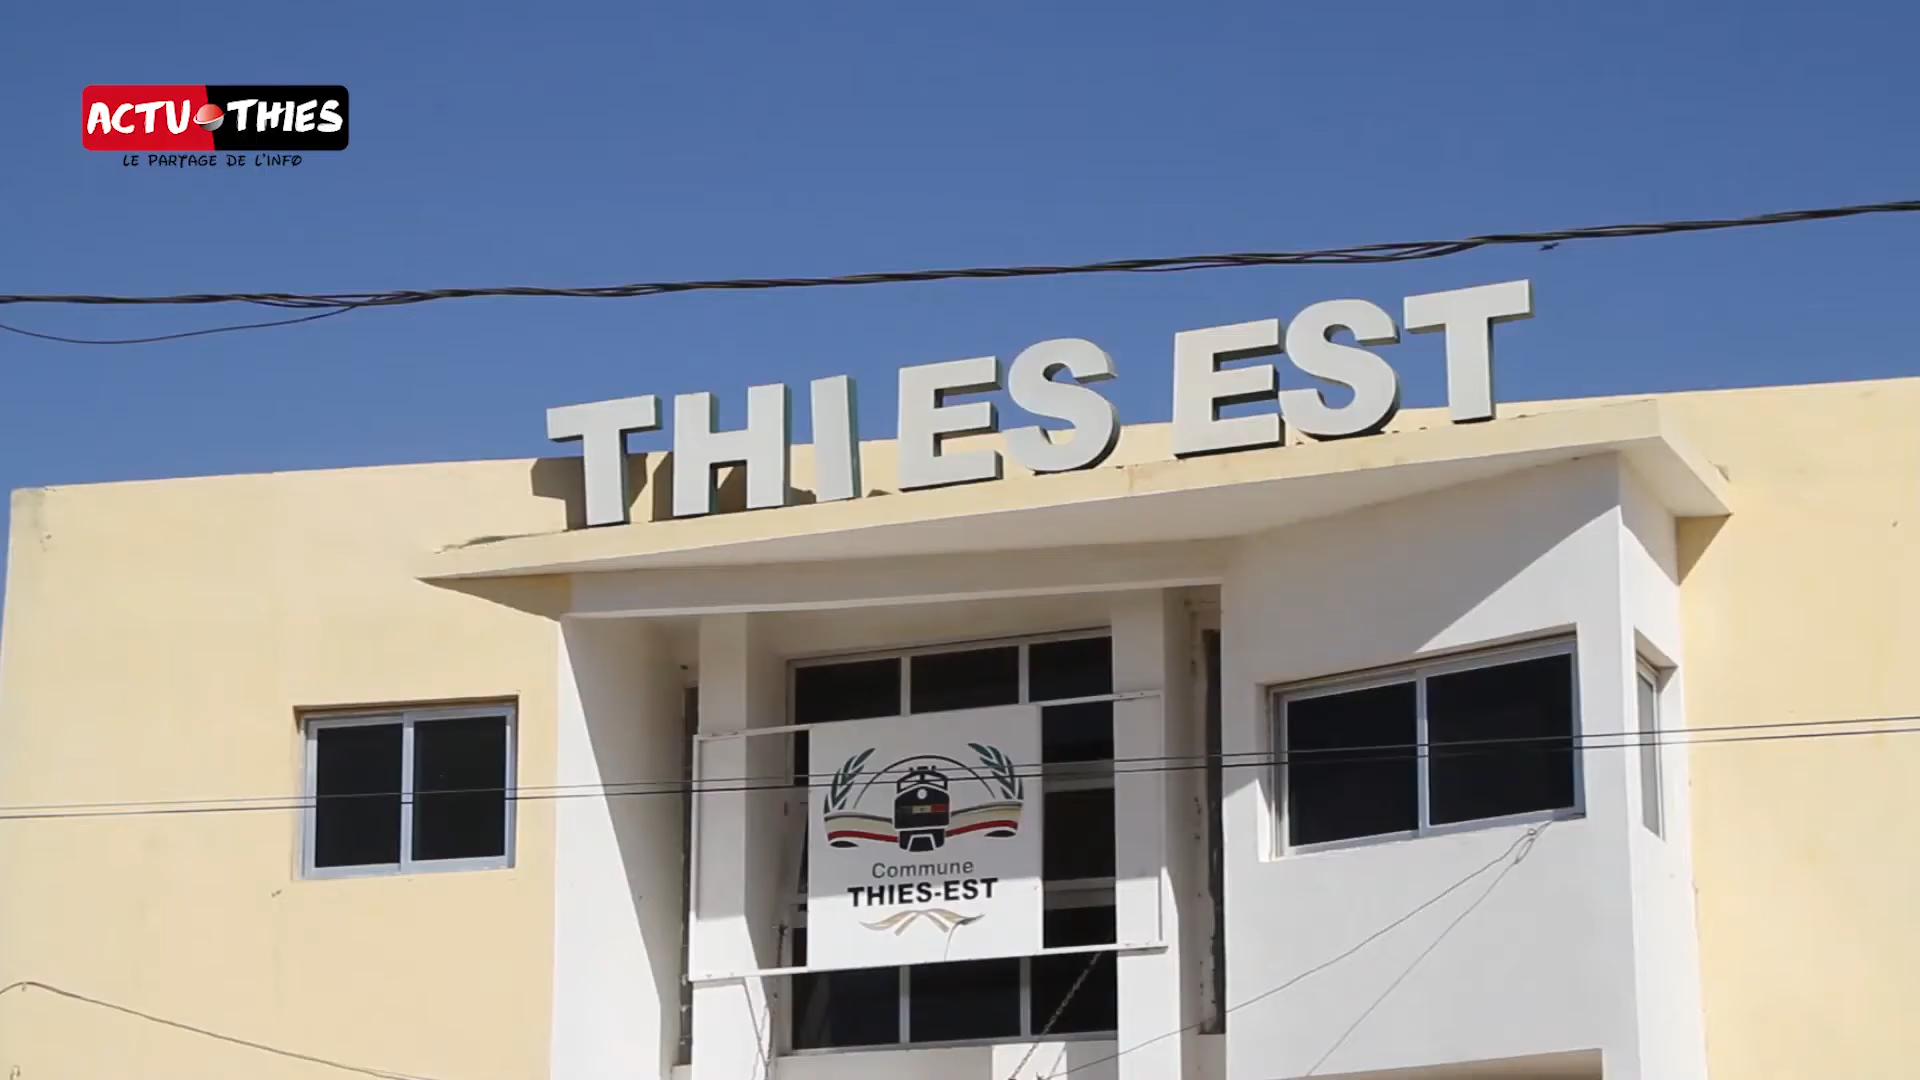 ACTU THIES
LE PARTAGE DE L'INFO
THIES EST
Commune
THIES-EST